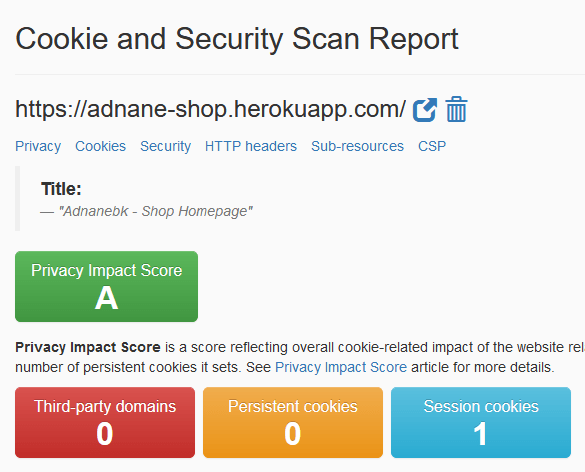 Cookie and Security Scan Report
https://adnane-shop.herokuapp.com/
Privacy Cookies Security HTTP headers Sub-resources CSP
Title:
— "Adnanebk - Shop Homepage"
Privacy Impact Score
A
Privacy Impact Score is a score reflecting overall cookie-related impact of the website
number of persistent cookies it sets. See Privacy Impact Score article for more details.
Third-party domains
0
Persistent cookies
0
Session cookies
1